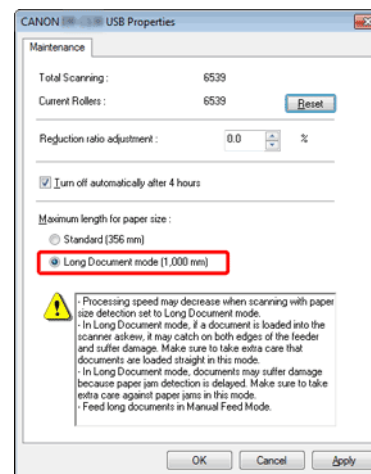 CANON USB Properties
Maintenance
Total Scanning : 6539
Current Rollers : 6539 Reset
Reduction ratio adjustment : 0.0 %
Turn off automatically after 4 hours
Maximum length for paper size :
Standard (356 mm)
Long Document mode (1,000 mm)
- Processing speed may decrease when scanning with paper
size detection set to Long Document mode.
- In Long Document mode, if a document is loaded into the
scanner askew, it may catch on both edges of the feeder
and suffer damage. Make sure to take extra care that
documents are loaded straight in this mode.
- In Long Document mode, documents may suffer damage
because paper jam detection is delayed. Make sure to take
extra care against paper jams in this mode.
- Feed long documents in Manual Feed Mode.
OK Cancel Apply